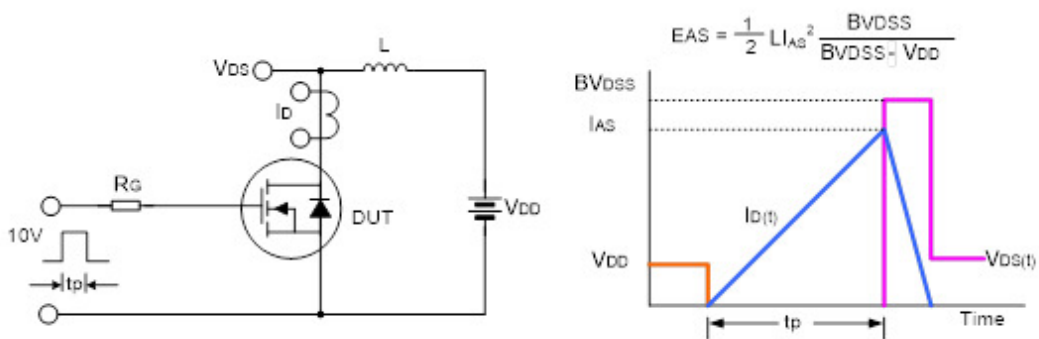 VDS
L
ID
RG
10V
tp
DUT
VDD
EAS = 1/2 LIAS² BVDSS / BVDSS - VDD
BVDSS
IAS
ID(t)
VDD
VDS(t)
tp
Time